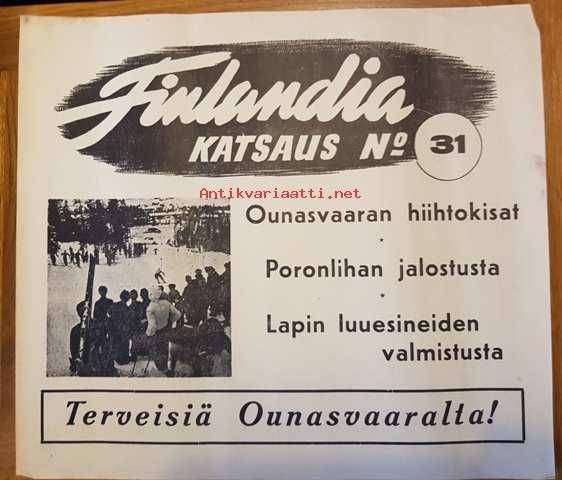 Finlandia
KATSAUS Nº 31
Antikvariaatti.net
Ounasvaaran hiihtokisat
*
Poronlihan jalostusta
*
Lapin luuesineiden
valmistusta
Terveisiä Ounasvaaralta!